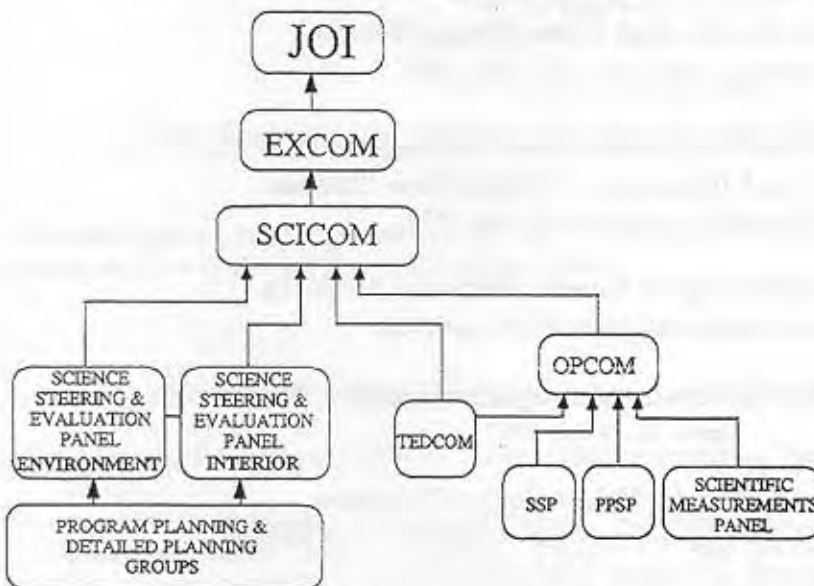 JOI
EXCOM
SCICOM
OPCOM
SCIENCE
STEERING &
EVALUATION
PANEL
ENVIRONMENT
SCIENCE
STEERING &
EVALUATION
PANEL
INTERIOR
TEDCOM
SSP
PPSP
SCIENTIFIC
MEASUREMENTS
PANEL
PROGRAM PLANNING &
DETAILED PLANNING
GROUPS